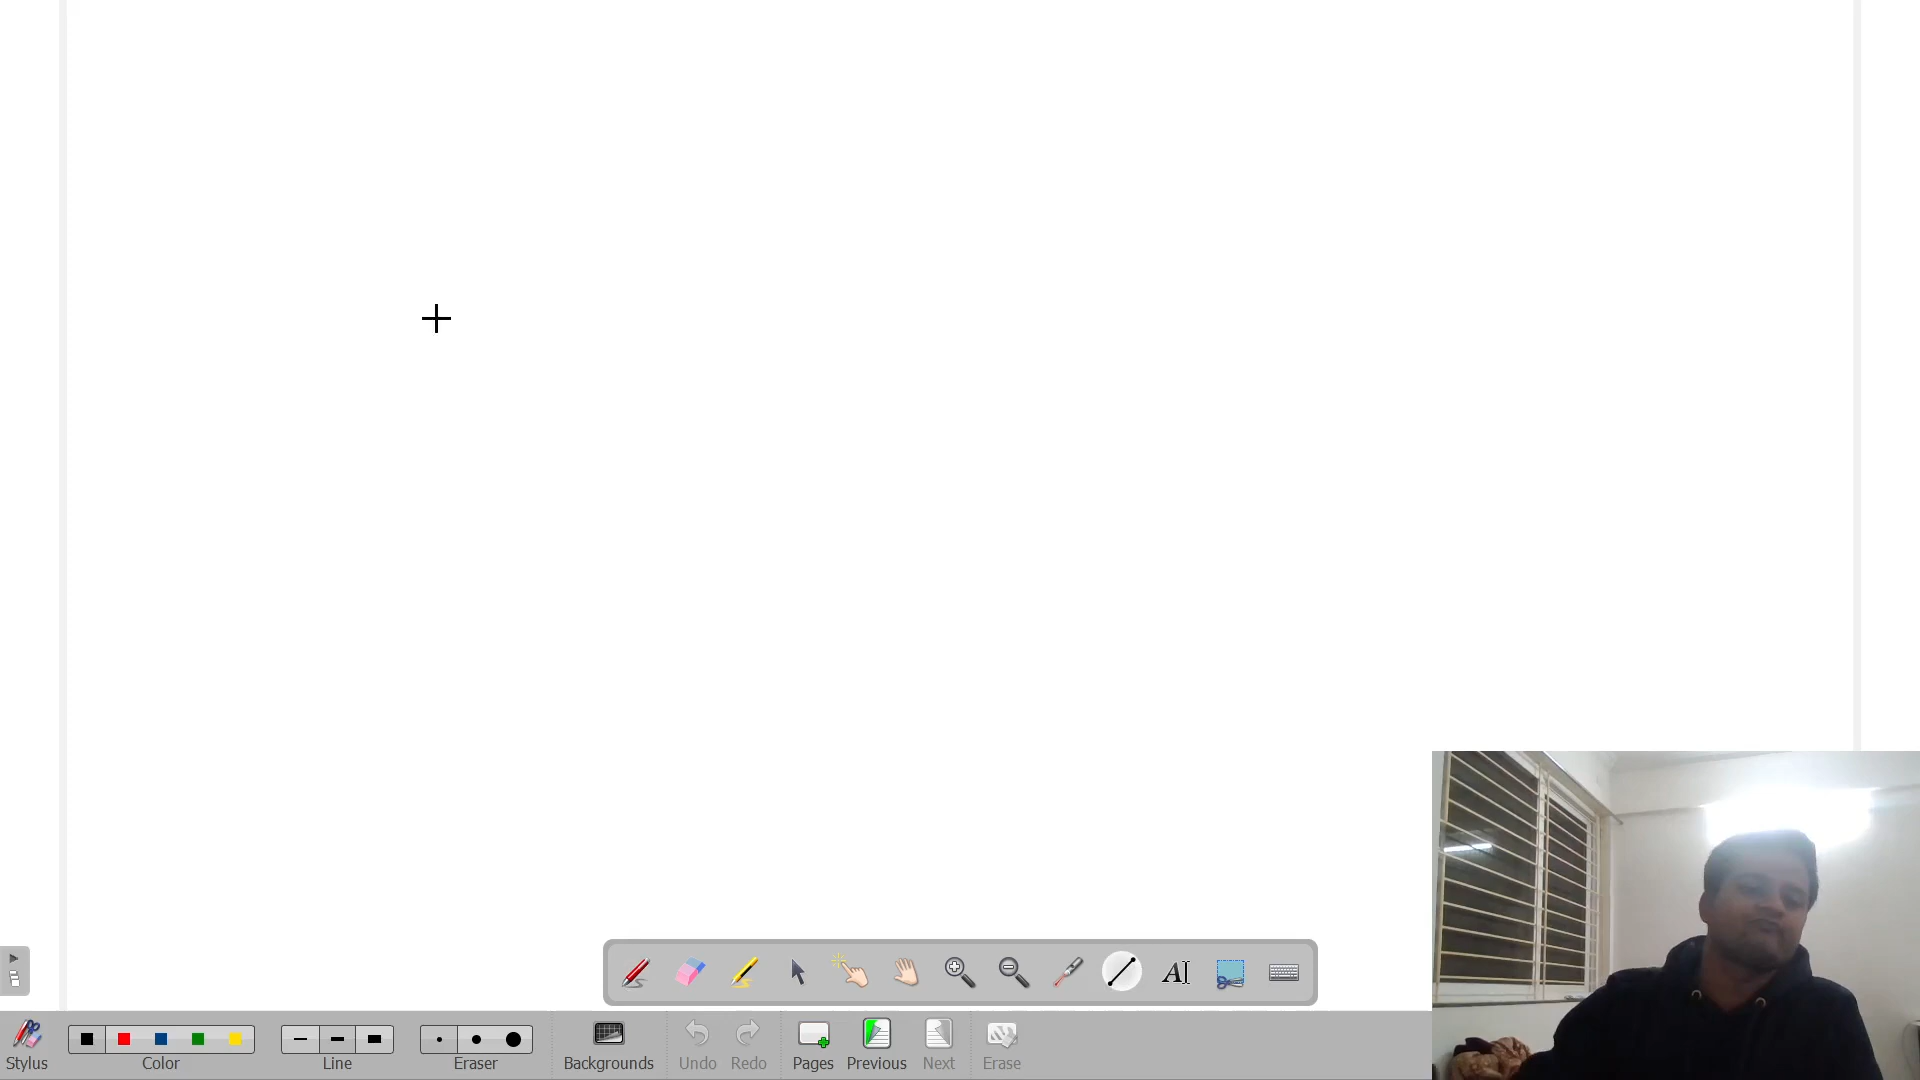 Stylus
Color
Line
Eraser
Backgrounds
Undo
Redo
Pages
Previous
Next
Erase